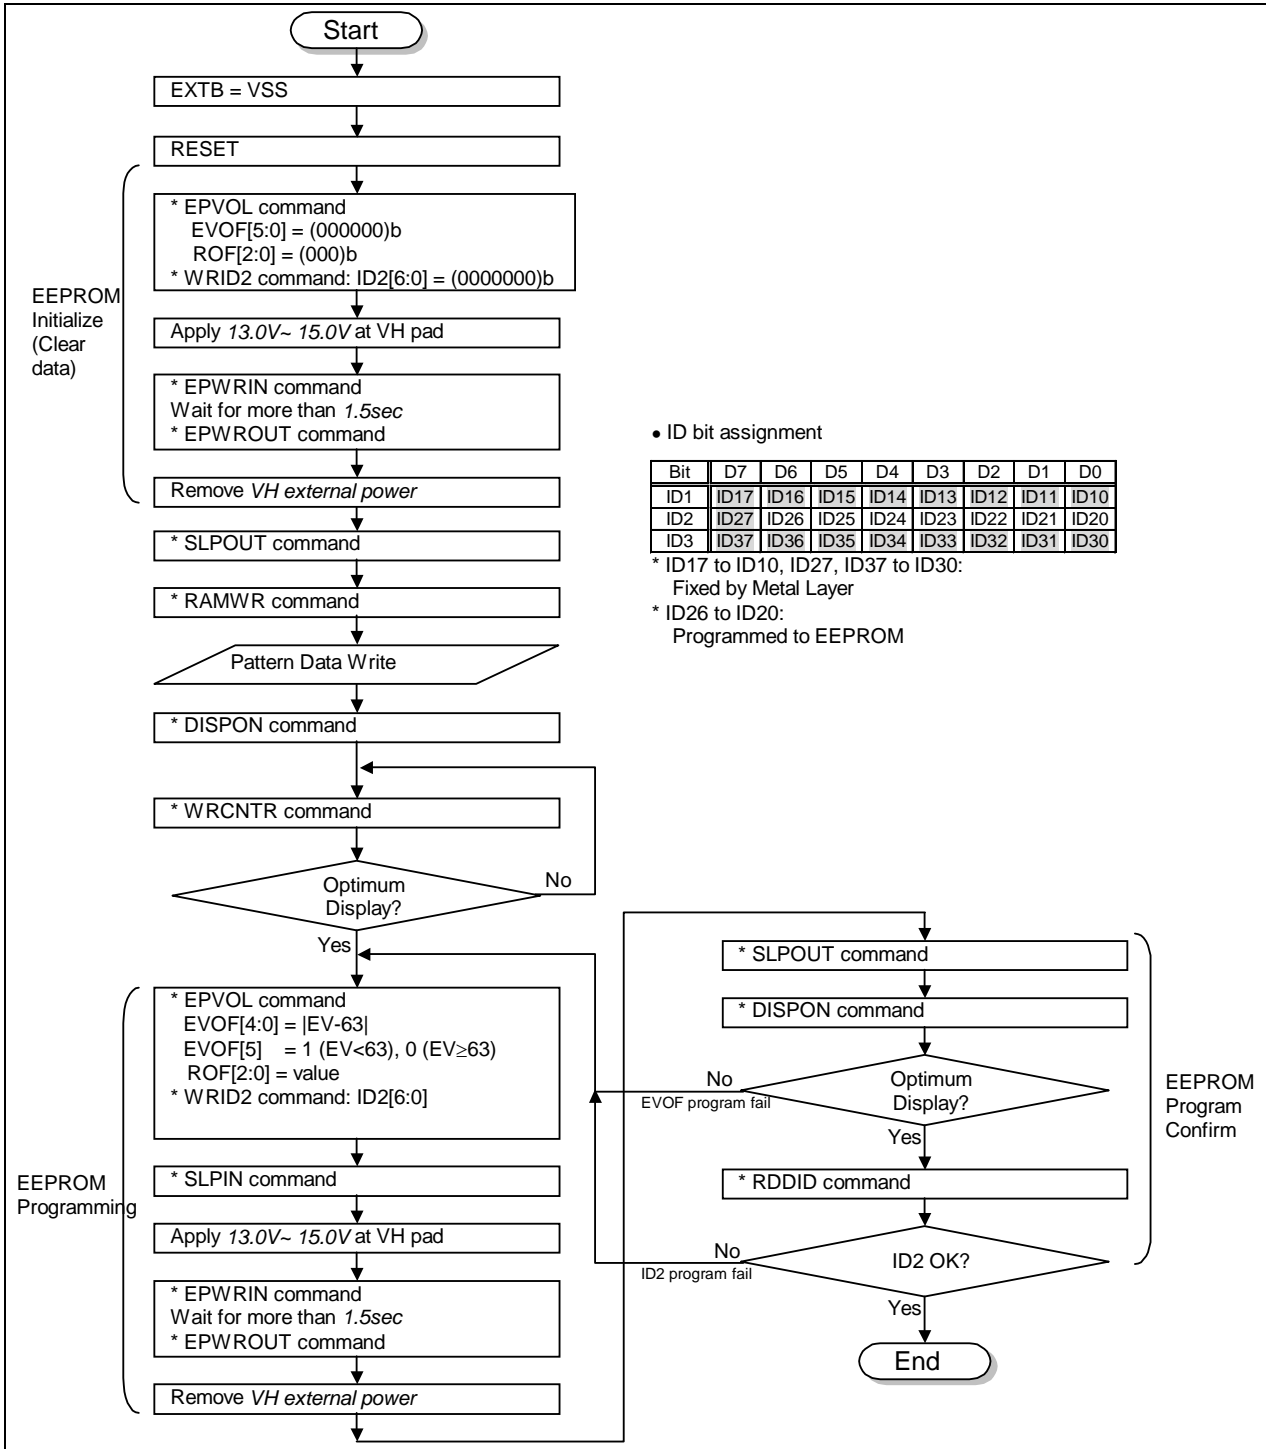 Start
EXTB = VSS
RESET
* EPVOL command
EVOF[5:0] = (000000)b
ROF[2:0] = (000)b
* WRID2 command: ID2[6:0] = (0000000)b
EEPROM
Initialize
(Clear
data)
Apply 13.0V~ 15.0V at VH pad
* EPWRIN command
Wait for more than 1.5sec
* EPWROUT command
Remove VH external power
* SLPOUT command
* RAMWR command
Pattern Data Write
* DISPON command
* WRCNTR command
Optimum
Display?
No
Yes
* EPVOL command
EVOF[4:0] = |EV-63|
EVOF[5] = 1 (EV<63), 0 (EV≥63)
ROF[2:0] = value
* WRID2 command: ID2[6:0]
EEPROM
Programming
* SLPIN command
Apply 13.0V~ 15.0V at VH pad
* EPWRIN command
Wait for more than 1.5sec
* EPWROUT command
Remove VH external power
• ID bit assignment
Bit D7 D6 D5 D4 D3 D2 D1 D0
ID1 ID17 ID16 ID15 ID14 ID13 ID12 ID11 ID10
ID2 ID27 ID26 ID25 ID24 ID23 ID22 ID21 ID20
ID3 ID37 ID36 ID35 ID34 ID33 ID32 ID31 ID30
* ID17 to ID10, ID27, ID37 to ID30:
Fixed by Metal Layer
* ID26 to ID20:
Programmed to EEPROM
* SLPOUT command
* DISPON command
Optimum
Display?
No
EVOF program fail
Yes
EEPROM
Program
Confirm
* RDDID command
ID2 OK?
No
ID2 program fail
Yes
End